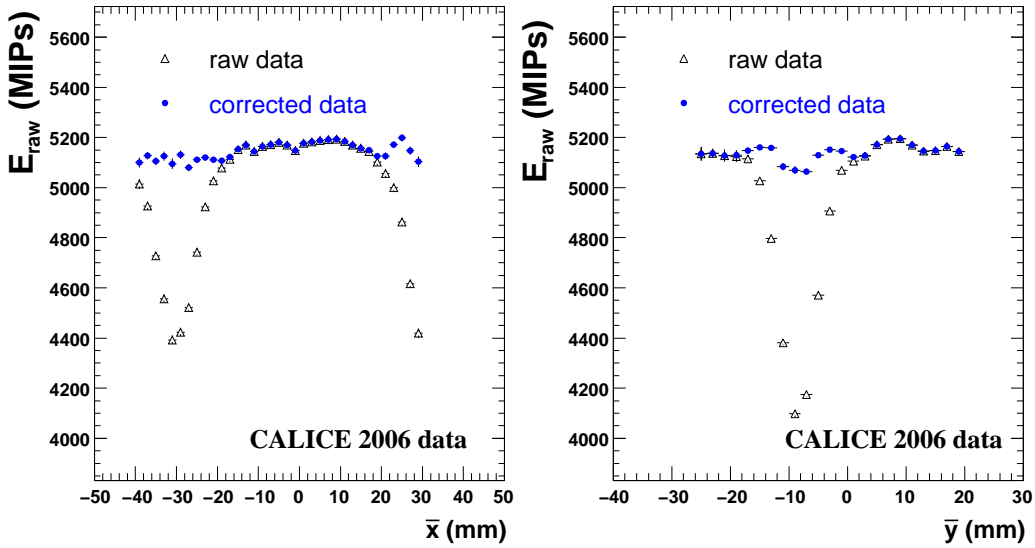 E_raw (MIPs)
5600
5400
5200
5000
4800
4600
4400
4200
4000
raw data
corrected data
CALICE 2006 data
−50 −40 −30 −20 −10 0 10 20 30 40 50
x̄ (mm)
E_raw (MIPs)
5600
5400
5200
5000
4800
4600
4400
4200
4000
raw data
corrected data
CALICE 2006 data
−40 −30 −20 −10 0 10 20 30
ȳ (mm)